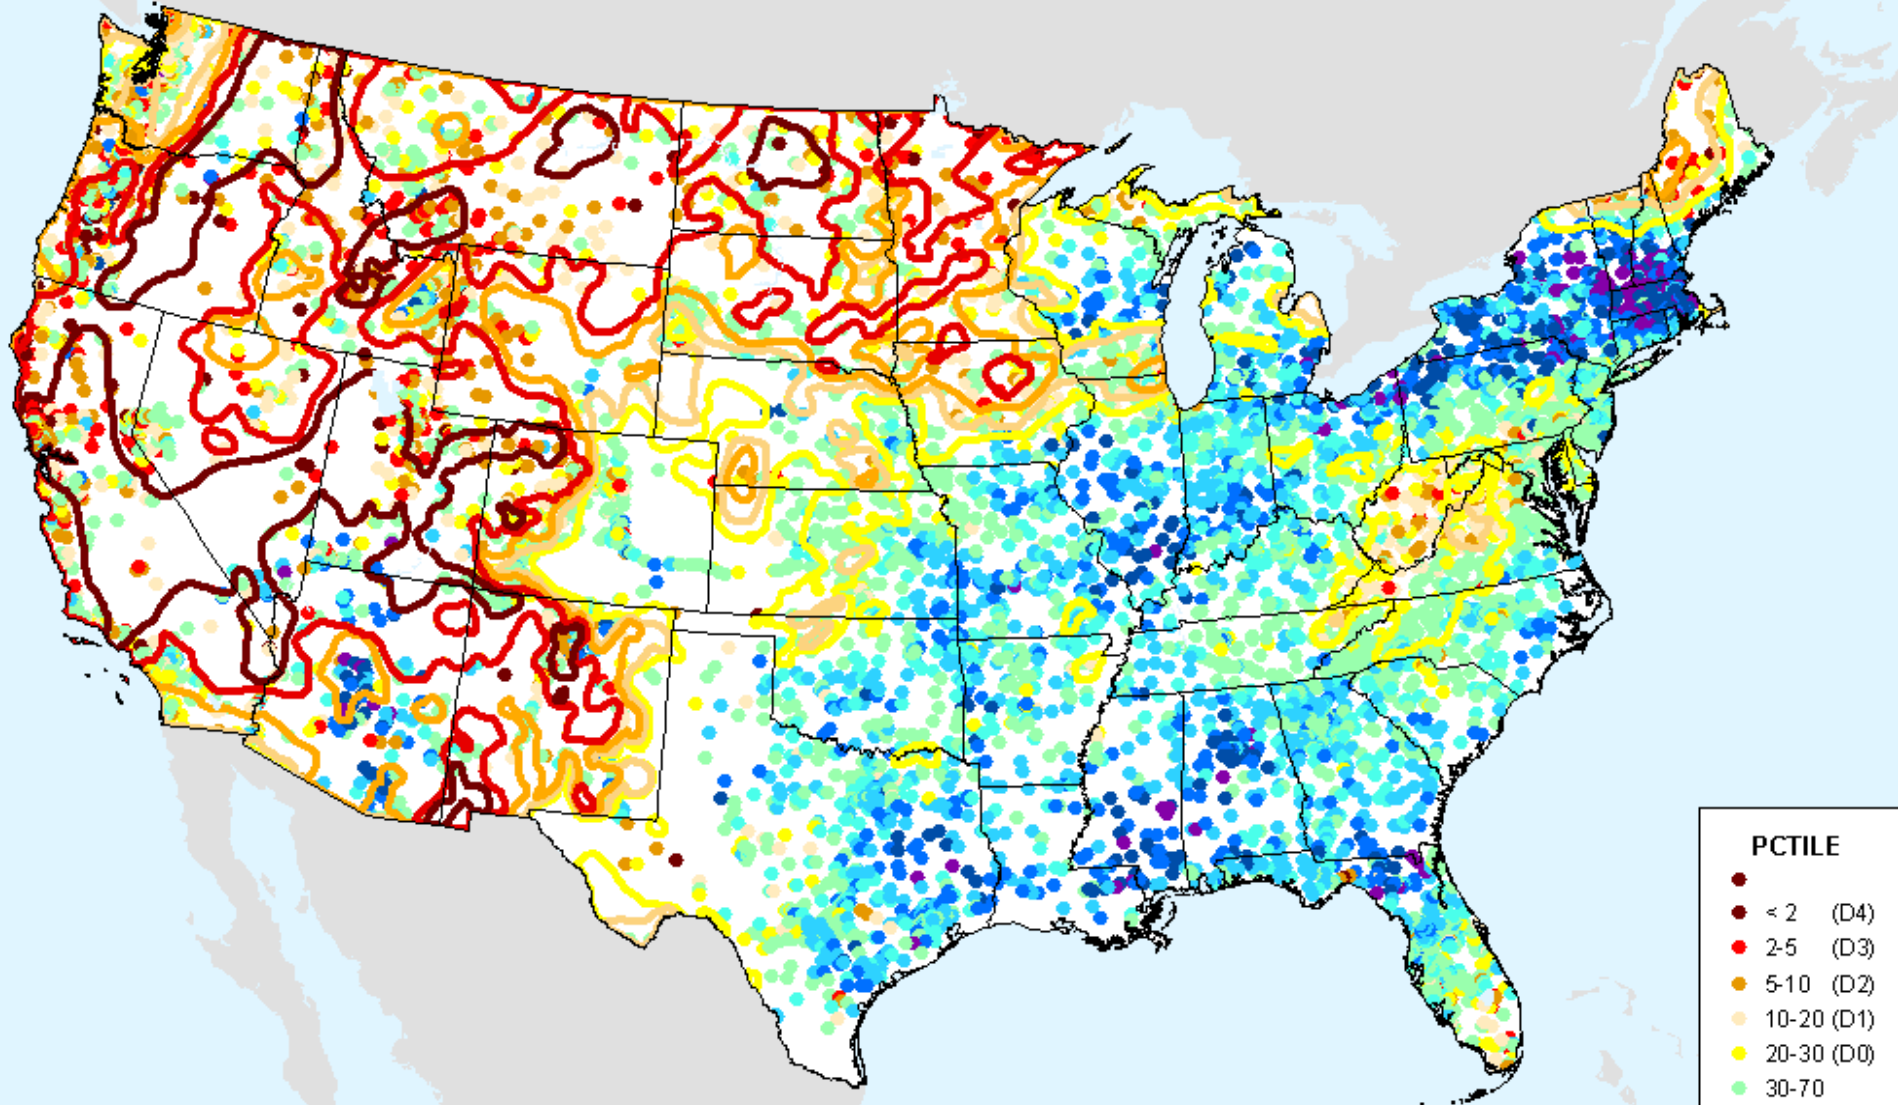 PCTILE
< 2 (D4)
2-5 (D3)
5-10 (D2)
10-20 (D1)
20-30 (D0)
30-70